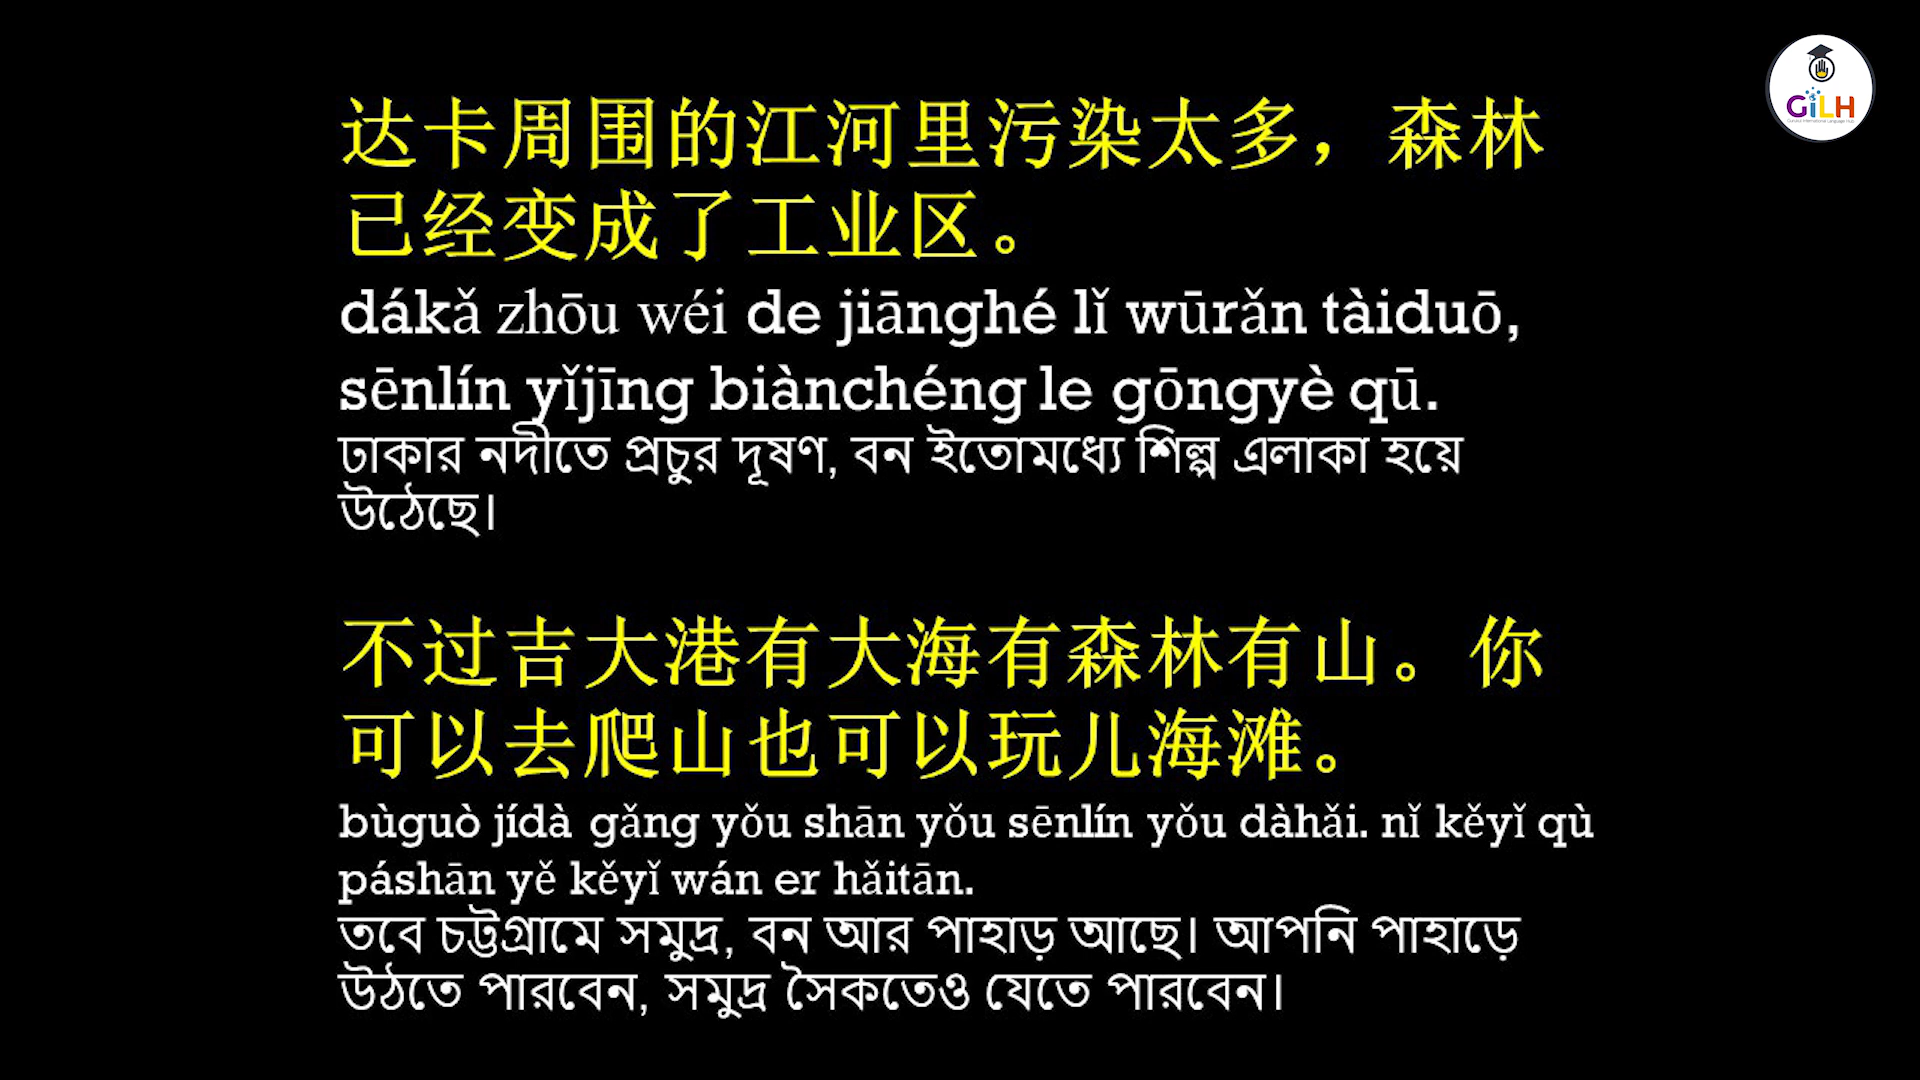 GiLH
达卡周围的江河里污染太多，森林
已经变成了工业区。
dákǎ zhōu wéi de jiānghé lǐ wūrǎn tàiduō,
sēnlín yǐjīng biànchéng le gōngyè qū.
ঢাকার নদীতে প্রচুর দূষণ, বন ইতোমধ্যে শিল্প এলাকা হয়ে
উঠেছে।
不过吉大港有大海有森林有山。你
可以去爬山也可以玩儿海滩。
bùguò jídà gǎng yǒu shān yǒu sēnlín yǒu dàhǎi. nǐ kěyǐ qù
páshān yě kěyǐ wán er hǎitān.
তবে চট্টগ্রামে সমুদ্র, বন আর পাহাড় আছে। আপনি পাহাড়ে
উঠতে পারবেন, সমুদ্র সৈকতেও যেতে পারবেন।